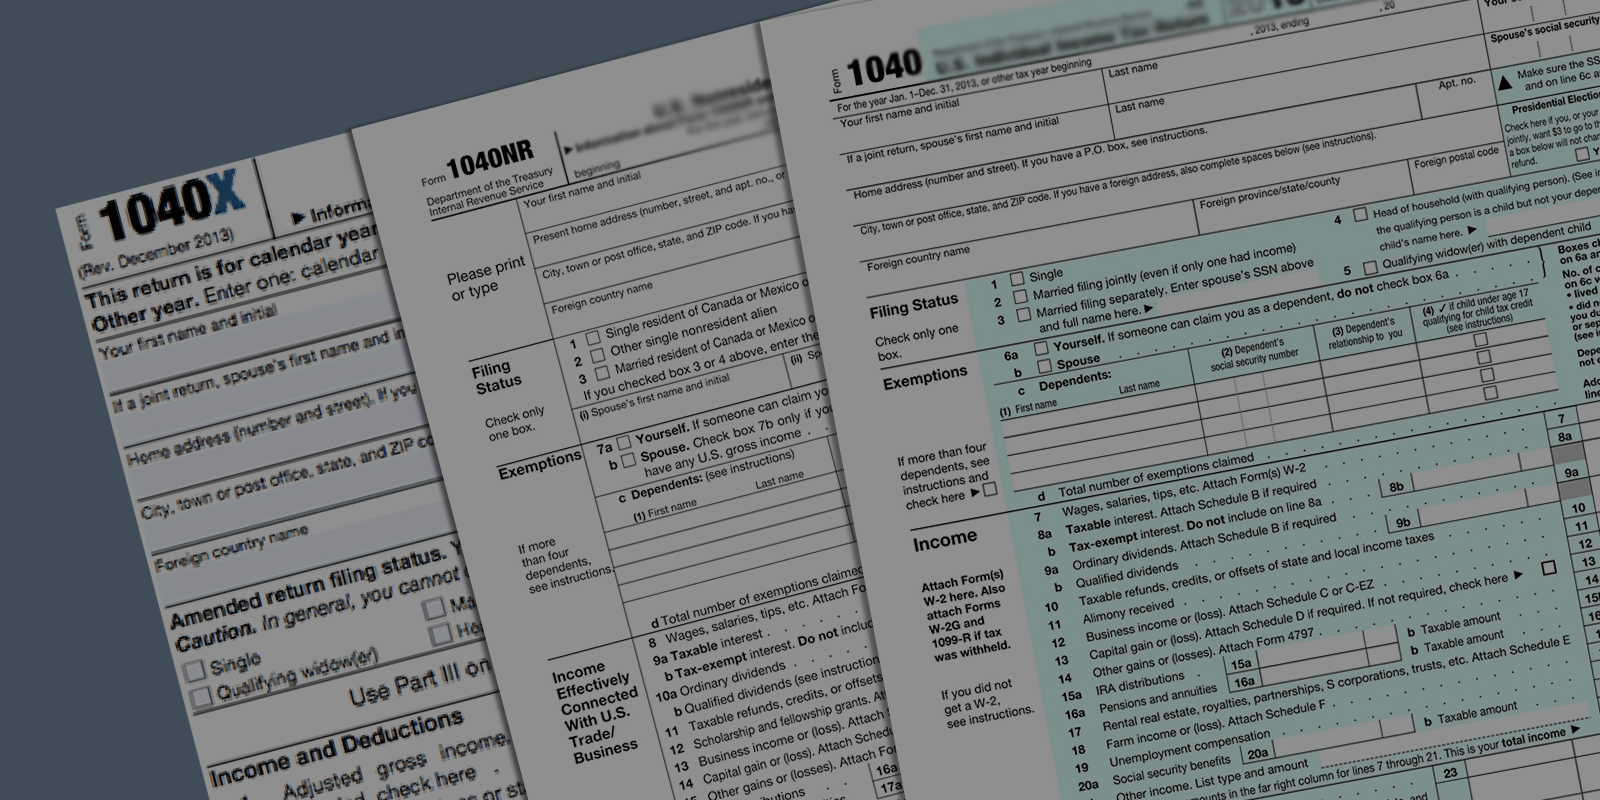 Form 1040X
(Rev. December 2013)
▶ Informa
This return is for calendar year
Other year. Enter one: calendar
Your first name and initial
If a joint return, spouse's first name and in
Home address (number and street). If you
City, town or post office, state, and ZIP co
Foreign country name
Amended return filing status. Y
Caution. In general, you cannot c
Single
Ma
Qualifying widow(er)
He
Use Part III on
Income and Deductions
Adjusted gross income.
check here .
Form 1040NR
Department of the Treasury
Internal Revenue Service
▶ Information about
beginning
Please print
or type
Your first name and initial
Present home address (number, street, and apt. no., or
City, town or post office, state, and ZIP code. If you hav
Foreign country name
Filing
Status
Check only
one box.
1 Single resident of Canada or Mexico o
2 Other single nonresident alien
3 Married resident of Canada or Mexico o
If you checked box 3 or 4 above, enter the
(i) Spouse's first name and initial
(ii) Sp
Exemptions
7a Yourself. If someone can claim yo
b Spouse. Check box 7b only if you
have any U.S. gross income . .
c Dependents: (see instructions)
(1) First name Last name
If more
than four
dependents,
see instructions.
d Total number of exemptions claimed
Income
Effectively
Connected
With U.S.
Trade/
Business
8 Wages, salaries, tips, etc. Attach Fo
9a Taxable interest . . .
b Tax-exempt interest. Do not includ
10a Ordinary dividends . . .
b Qualified dividends (see instruction
11 Taxable refunds, credits, or offsets
12 Scholarship and fellowship grants. At
13 Business income or (loss). Attach S
14 Capital gain or (loss). Attach Schedu
Other gains or (losses). Attach Form
16a
17a
Form 1040
U.S. Individual Income Tax Return
For the year Jan. 1–Dec. 31, 2013, or other tax year beginning
, 2013, ending
, 20
Your first name and initial
Last name
If a joint return, spouse's first name and initial
Last name
Spouse's social security
Home address (number and street). If you have a P.O. box, see instructions.
Apt. no.
▲ Make sure the SS
and on line 6c a
City, town or post office, state, and ZIP code. If you have a foreign address, also complete spaces below (see instructions).
Presidential Electio
Check here if you, or your
jointly, want $3 to go to th
a box below will not chan
refund.
Foreign country name
Foreign province/state/county
Foreign postal code
Filing Status
Check only one
box.
1 Single
2 Married filing jointly (even if only one had income)
3 Married filing separately. Enter spouse's SSN above
and full name here. ▶
4 Head of household (with qualifying person). (See in
the qualifying person is a child but not your depen
child's name here. ▶
5 Qualifying widow(er) with dependent child
Exemptions
6a Yourself. If someone can claim you as a dependent, do not check box 6a . . . .
b Spouse . . . . . . . .
c Dependents:
(1) First name Last name
(2) Dependent's
social security number
(3) Dependent's
relationship to you
(4) ✓ if child under age 17
qualifying for child tax credit
(see instructions)
Boxes ch
on 6a an
No. of c
on 6c w
• lived
• did n
you du
or sep
(see in
Depe
not e
Add
line
If more than four
dependents, see
instructions and
check here ▶
d Total number of exemptions claimed . . . . . . . .
Income
Attach Form(s)
W-2 here. Also
attach Forms
W-2G and
1099-R if tax
was withheld.
If you did not
get a W-2,
see instructions.
7 Wages, salaries, tips, etc. Attach Form(s) W-2 . . . . 7
8a Taxable interest. Attach Schedule B if required . . . . 8a
b Tax-exempt interest. Do not include on line 8a . . . 8b
9a Ordinary dividends. Attach Schedule B if required . . . . 9a
b Qualified dividends . . . . 9b
10 Taxable refunds, credits, or offsets of state and local income taxes . . . . 10
11 Alimony received . . . . 11
12 Business income or (loss). Attach Schedule C or C-EZ . . . . 12
13 Capital gain or (loss). Attach Schedule D if required. If not required, check here ▶ 13
14 Other gains or (losses). Attach Form 4797 . . . . 14
15a IRA distributions . 15a b Taxable amount . . .
16a Pensions and annuities 16a b Taxable amount . . .
17 Rental real estate, royalties, partnerships, S corporations, trusts, etc. Attach Schedule E
18 Farm income or (loss). Attach Schedule F . . . .
19 Unemployment compensation . . . .
20a Social security benefits 20a b Taxable amount . . .
Other income. List type and amount
amounts in the far right column for lines 7 through 21. This is your total income ▶
23